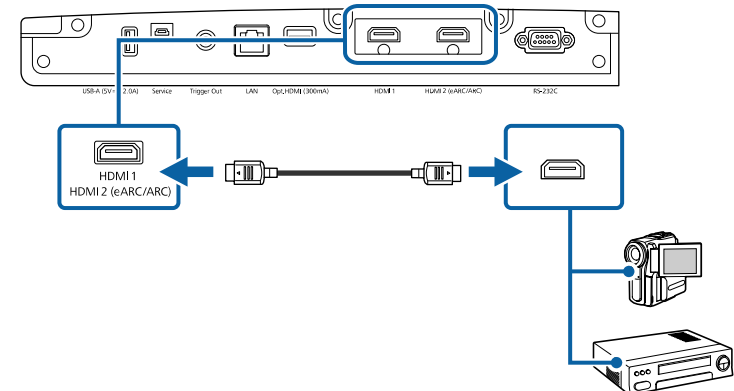 USB-A (5V⎓2.0A) Service Trigger Out LAN Opt.HDMI (300mA) HDMI 1 HDMI 2 (eARC/ARC) RS-232C
HDMI 1
HDMI 2 (eARC/ARC)